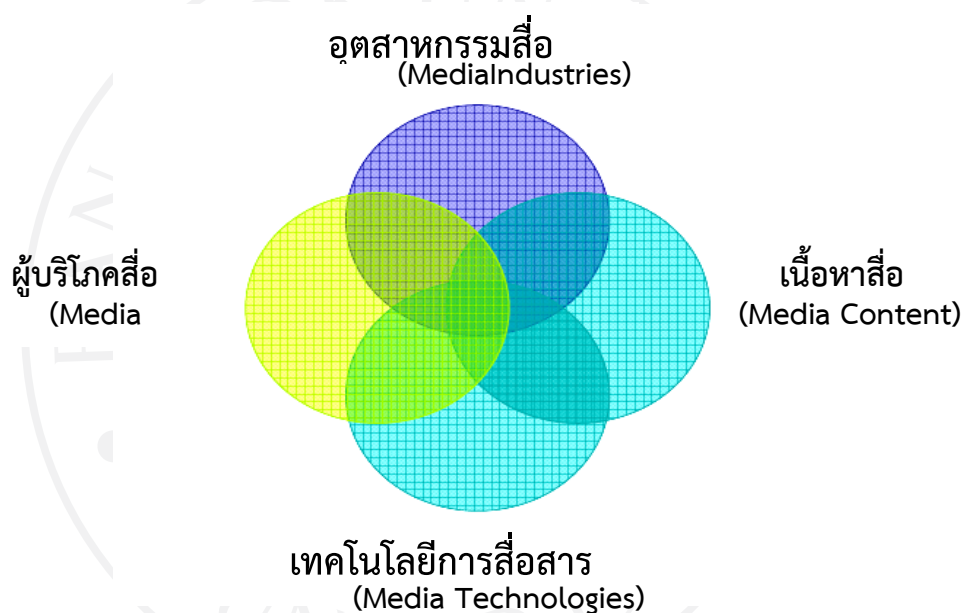 อุตสาหกรรมสื่อ
(MediaIndustries)
ผู้บริโภคสื่อ
(Media
เนื้อหาสื่อ
(Media Content)
เทคโนโลยีการสื่อสาร
(Media Technologies)